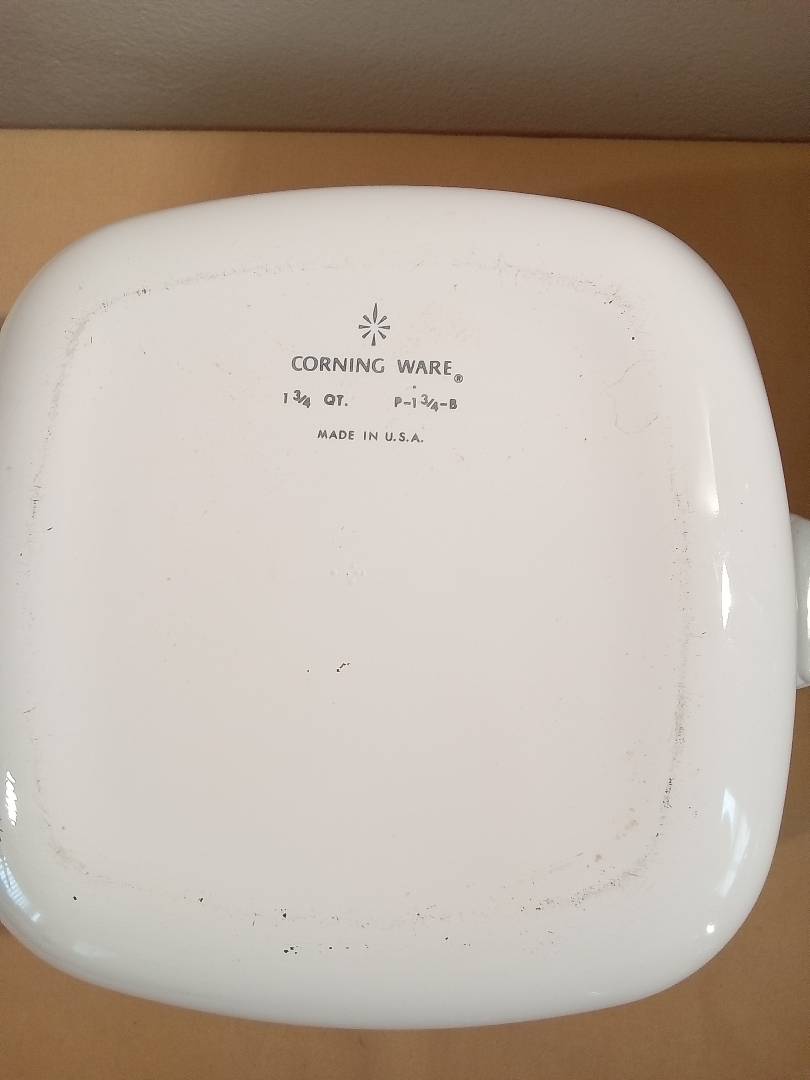 CORNING WARE®
1 3/4 QT. P-1 3/4-B
MADE IN U.S.A.